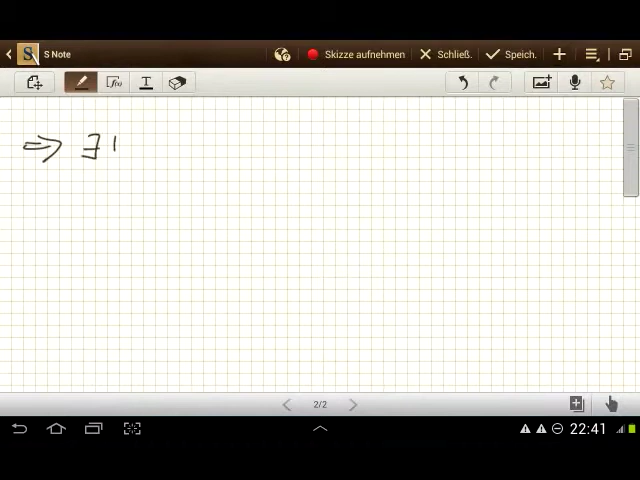 S Note Skizze aufnehmen Schließ. Speich.
f(x) T
⇒ ∃ I
2/2
22:41